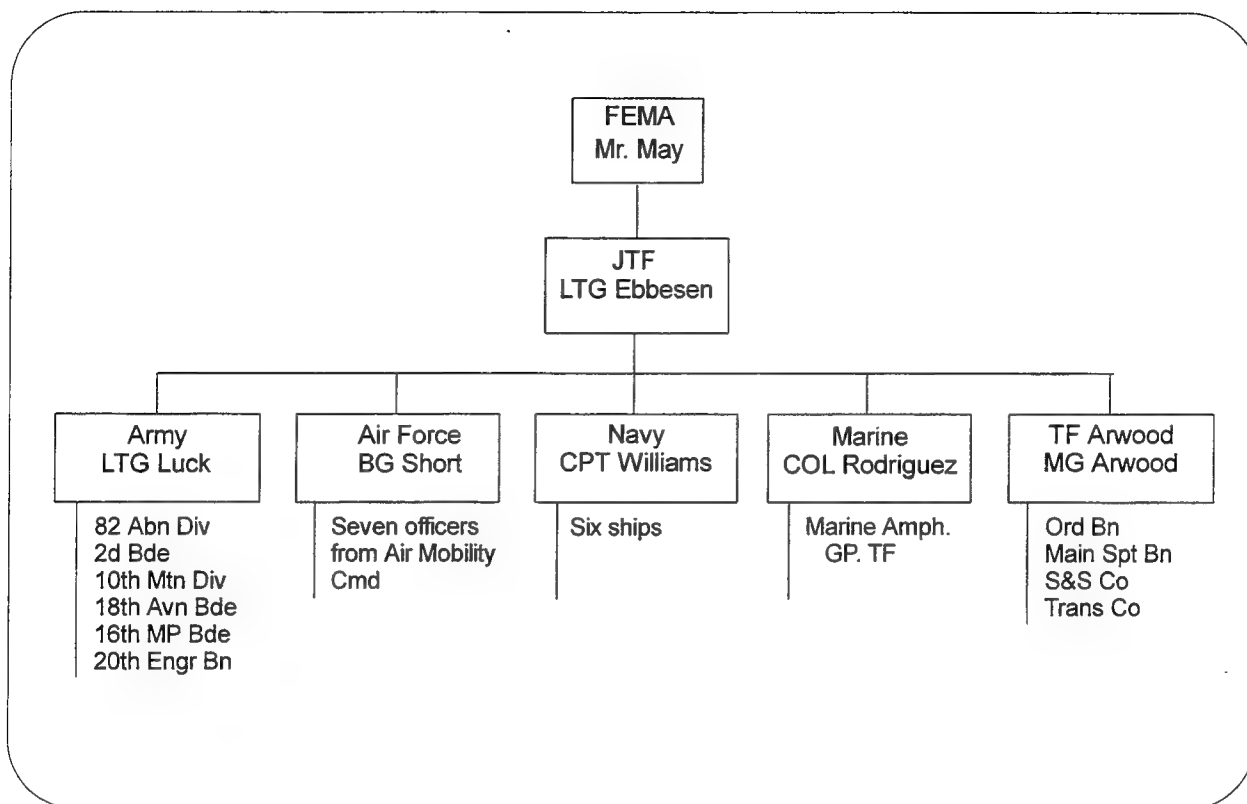 FEMA
Mr. May
JTF
LTG Ebbesen
Army
LTG Luck
82 Abn Div
2d Bde
10th Mtn Div
18th Avn Bde
16th MP Bde
20th Engr Bn
Air Force
BG Short
Seven officers
from Air Mobility
Cmd
Navy
CPT Williams
Six ships
Marine
COL Rodriguez
Marine Amph.
GP. TF
TF Arwood
MG Arwood
Ord Bn
Main Spt Bn
S&S Co
Trans Co